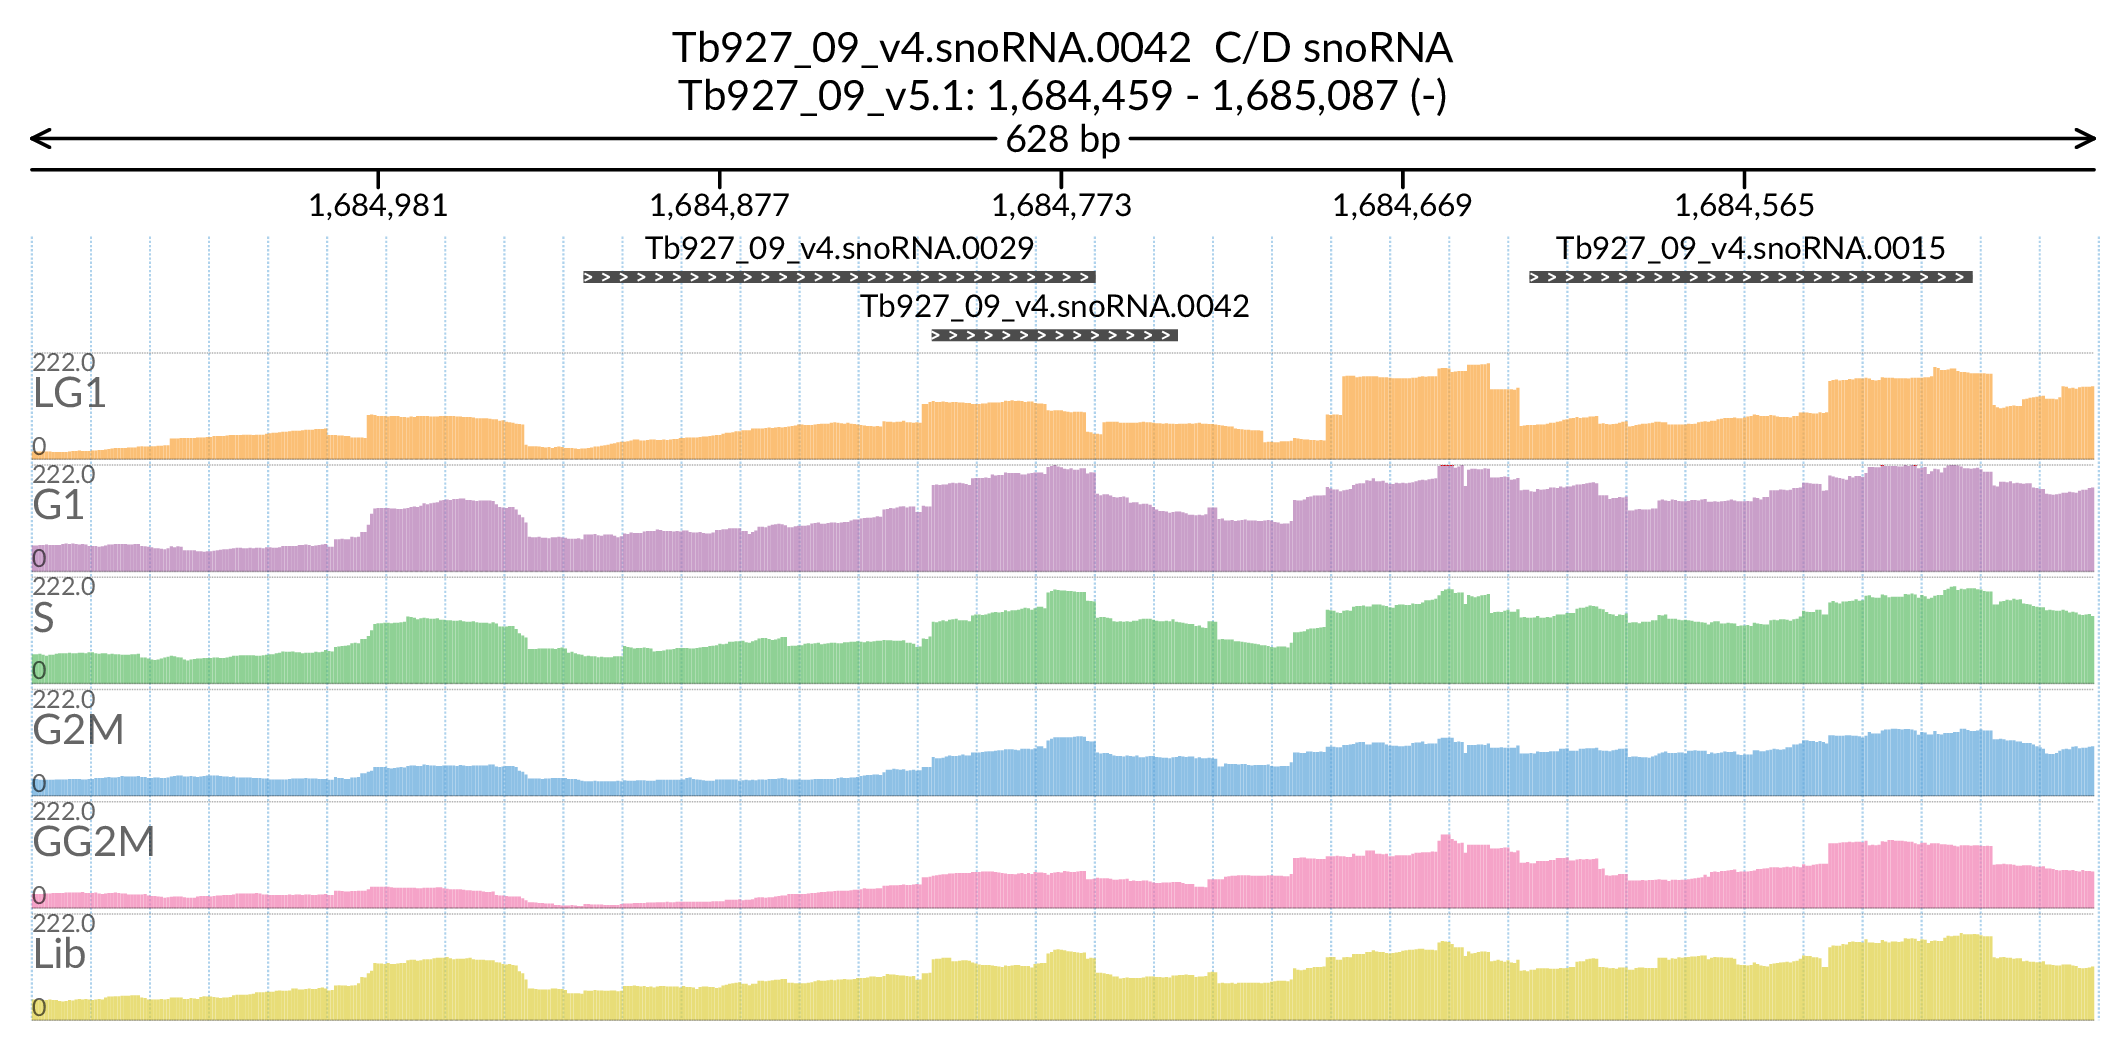 Tb927_09_v4.snoRNA.0042 C/D snoRNA
Tb927_09_v5.1: 1,684,459 - 1,685,087 (-)
628 bp
1,684,981 1,684,877 1,684,773 1,684,669 1,684,565
Tb927_09_v4.snoRNA.0029 Tb927_09_v4.snoRNA.0015
Tb927_09_v4.snoRNA.0042
222.0
LG1
0
222.0
G1
0
222.0
S
0
222.0
G2M
0
222.0
GG2M
0
222.0
Lib
0